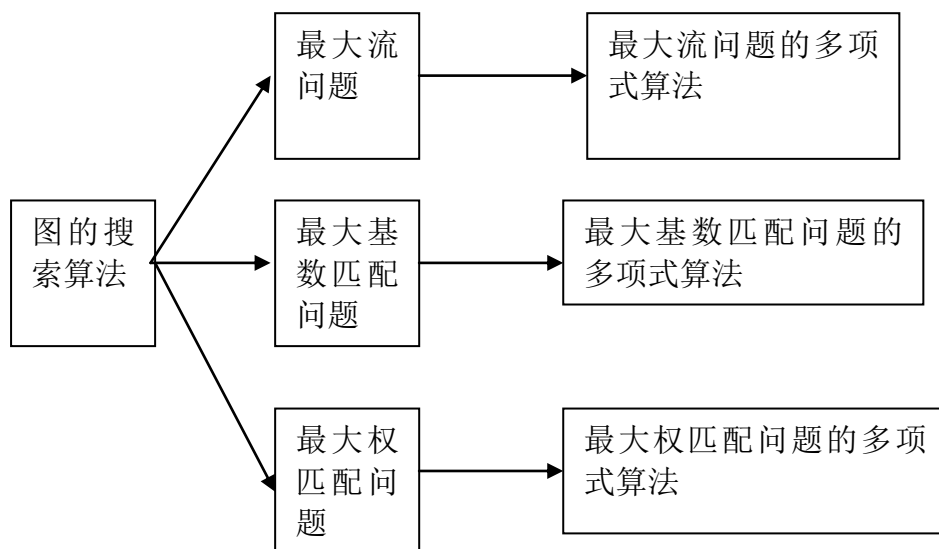 最大流
问题
最大流问题的多项
式算法
图的搜
索算法
最大基
数匹配
问题
最大基数匹配问题的
多项式算法
最大权
匹配问
题
最大权匹配问题的多项
式算法